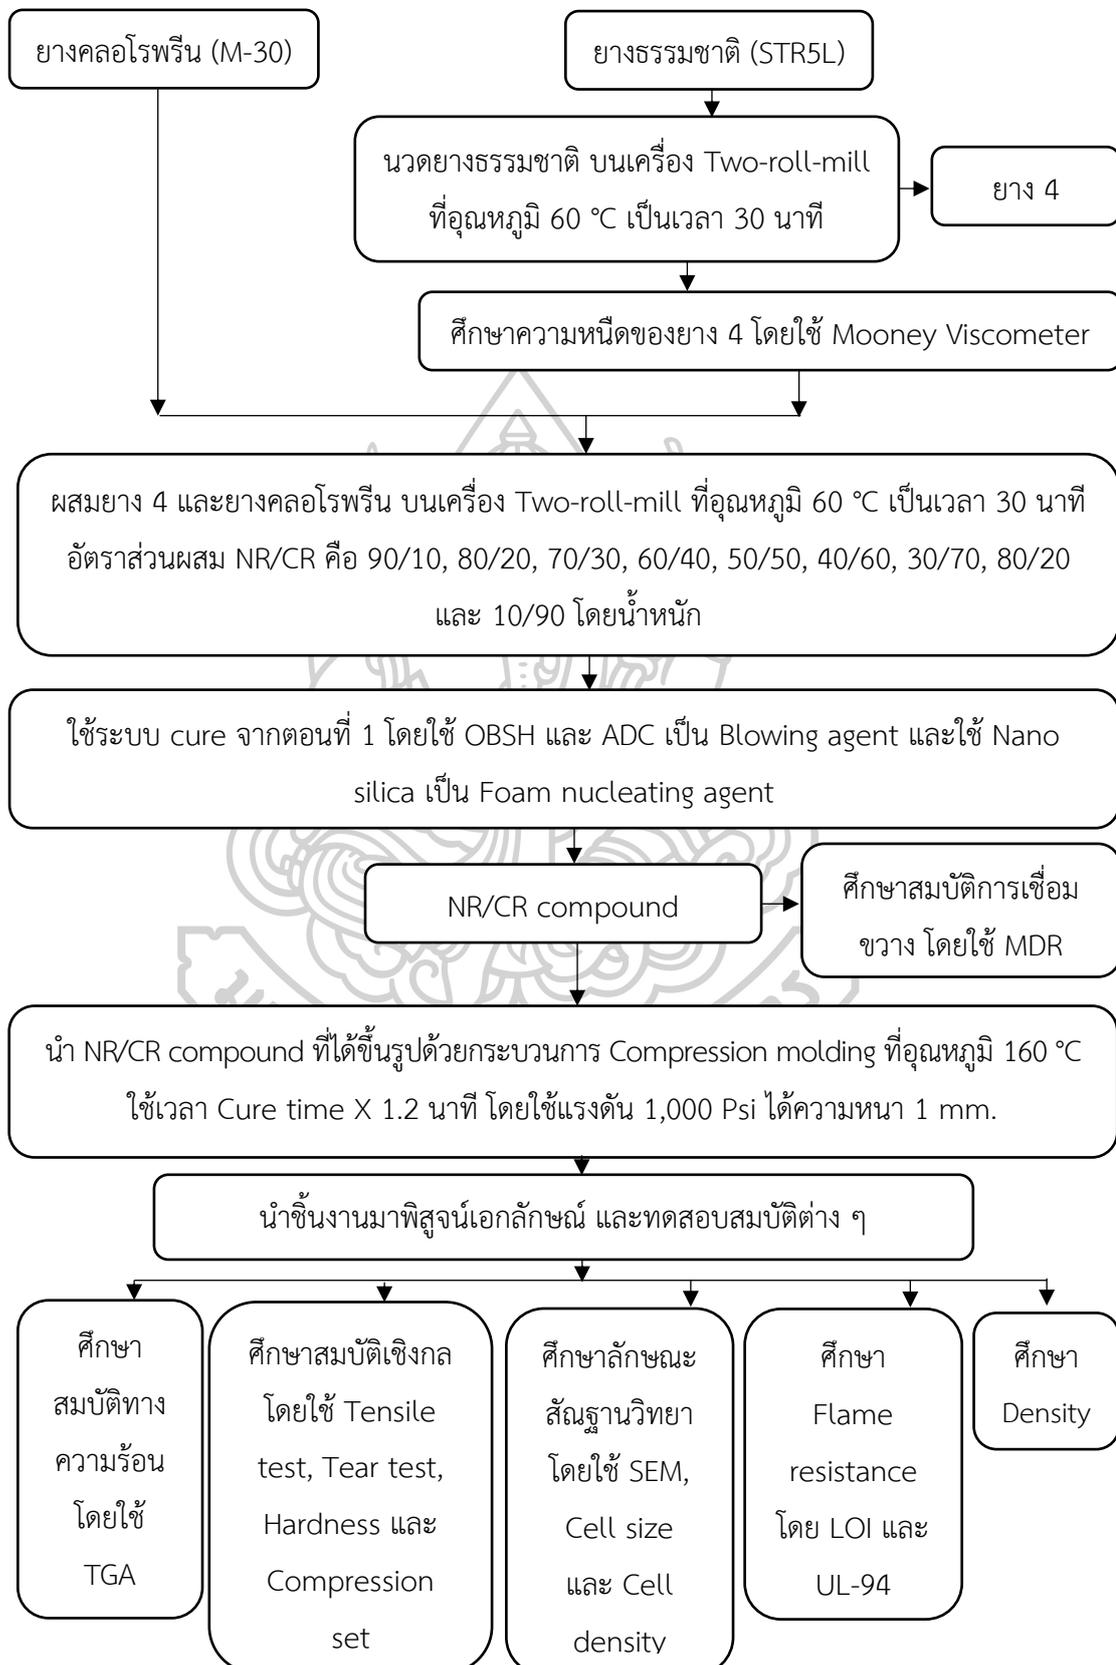 ยางคลอโรพรีน (M-30)
ยางธรรมชาติ (STR5L)
นวดยางธรรมชาติ บนเครื่อง Two-roll-mill
ที่อุณหภูมิ 60 °C เป็นเวลา 30 นาที
ยาง 4
ศึกษาความหนืดของยาง 4 โดยใช้ Mooney Viscometer
ผสมยาง 4 และยางคลอโรพรีน บนเครื่อง Two-roll-mill ที่อุณหภูมิ 60 °C เป็นเวลา 30 นาที
อัตราส่วนผสม NR/CR คือ 90/10, 80/20, 70/30, 60/40, 50/50, 40/60, 30/70, 80/20
และ 10/90 โดยน้ำหนัก
ใช้ระบบ cure จากตอนที่ 1 โดยใช้ OBSH และ ADC เป็น Blowing agent และใช้ Nano
silica เป็น Foam nucleating agent
NR/CR compound
ศึกษาสมบัติการเชื่อม
ขวาง โดยใช้ MDR
นำ NR/CR compound ที่ได้ขึ้นรูปด้วยกระบวนการ Compression molding ที่อุณหภูมิ 160 °C
ใช้เวลา Cure time X 1.2 นาที โดยใช้แรงดัน 1,000 Psi ได้ความหนา 1 mm.
นำชิ้นงานมาพิสูจน์เอกลักษณ์ และทดสอบสมบัติต่าง ๆ
ศึกษา
สมบัติทาง
ความร้อน
โดยใช้
TGA
ศึกษาสมบัติเชิงกล
โดยใช้ Tensile
test, Tear test,
Hardness และ
Compression
set
ศึกษาลักษณะ
สัณฐานวิทยา
โดยใช้ SEM,
Cell size
และ Cell
density
ศึกษา
Flame
resistance
โดย LOI และ
UL-94
ศึกษา
Density